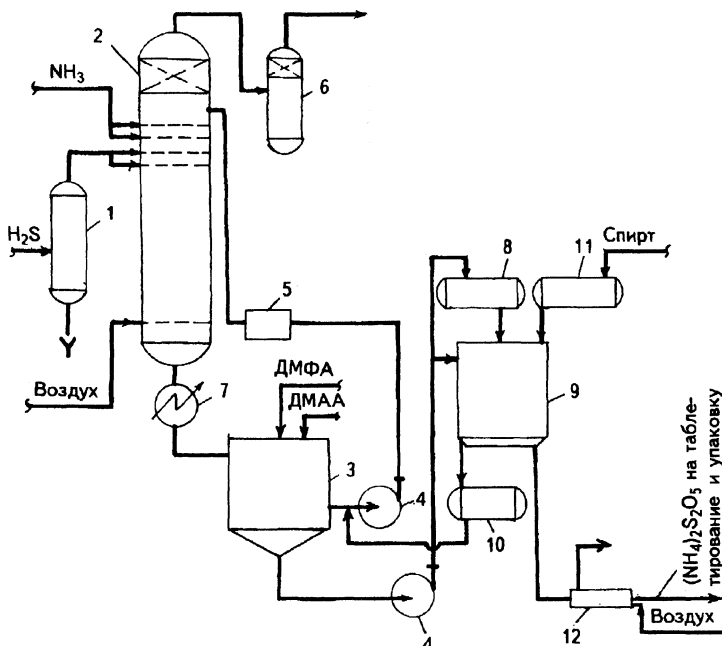 2
NH₃
6
1
H₂S
Спирт
8
11
5
ДМФА
ДМАА
Воздух
7
3
4
9
10
4
12
(NH₄)₂S₂O₅ на табле-
тирование и упаковку
Воздух